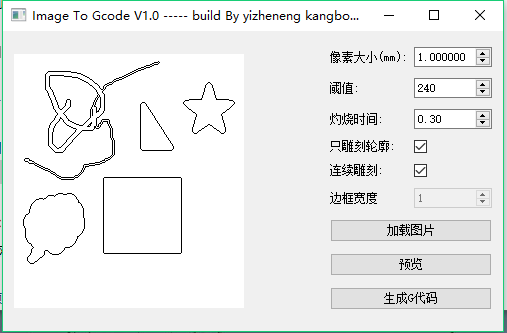 Image To Gcode V1.0 ----- build By yizheneng kangbo...
像素大小(mm): 1.000000
阈值: 240
灼烧时间: 0.30
只雕刻轮廓:
连续雕刻:
边框宽度 1
加载图片
预览
生成G代码